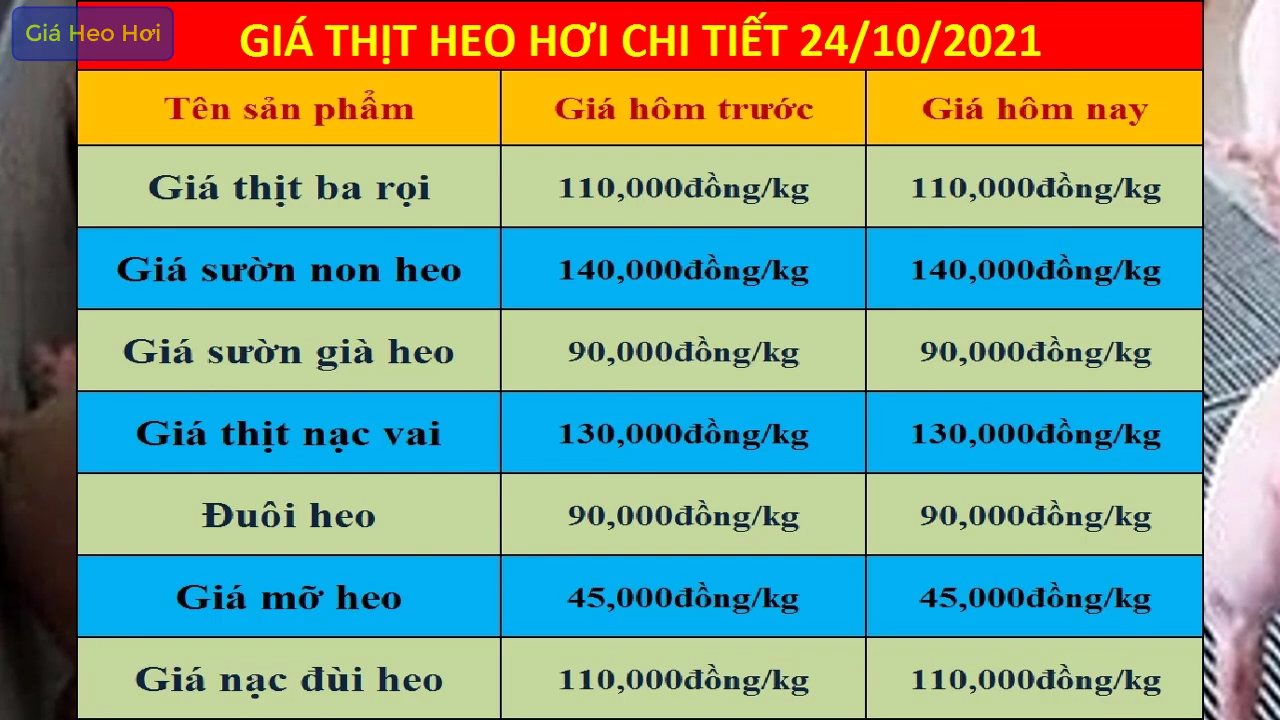 Giá Heo Hơi
GIÁ THỊT HEO HƠI CHI TIẾT 24/10/2021
Tên sản phẩm Giá hôm trước Giá hôm nay
Giá thịt ba rọi 110,000đồng/kg 110,000đồng/kg
Giá sườn non heo 140,000đồng/kg 140,000đồng/kg
Giá sườn già heo 90,000đồng/kg 90,000đồng/kg
Giá thịt nạc vai 130,000đồng/kg 130,000đồng/kg
Đuôi heo 90,000đồng/kg 90,000đồng/kg
Giá mỡ heo 45,000đồng/kg 45,000đồng/kg
Giá nạc đùi heo 110,000đồng/kg 110,000đồng/kg